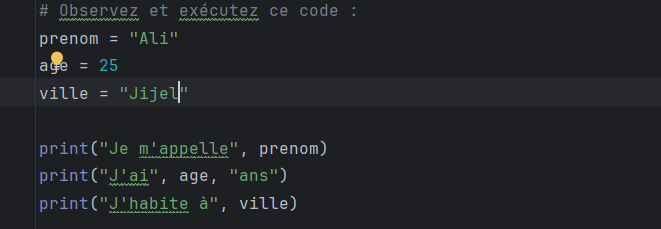 # Observez et exécutez ce code :
prenom = "Ali"
age = 25
ville = "Jijel"
print("Je m'appelle", prenom)
print("J'ai", age, "ans")
print("J'habite à", ville)